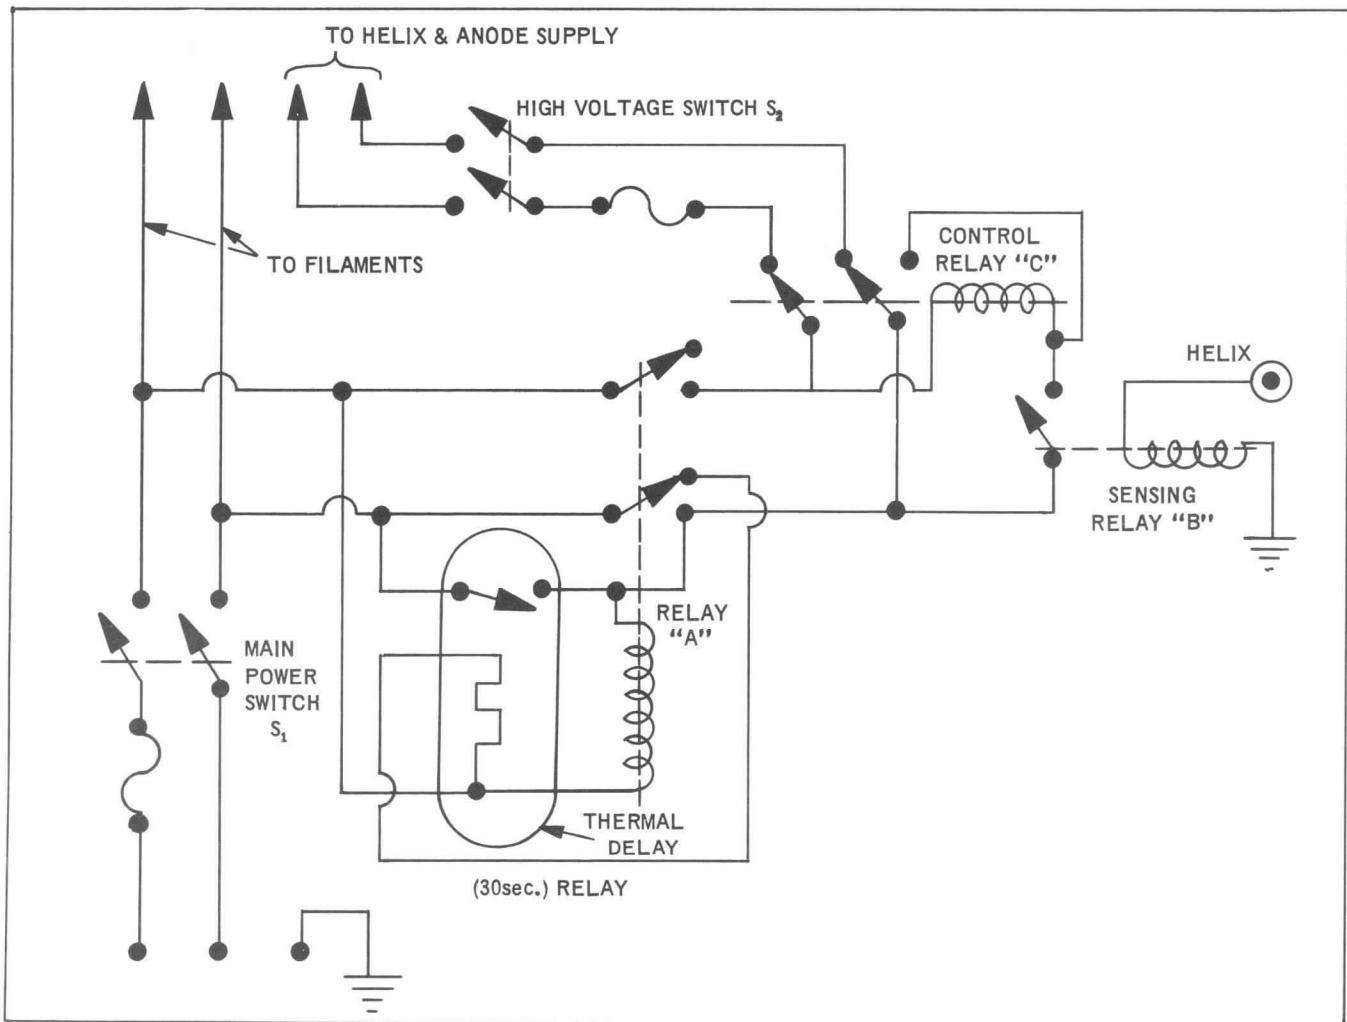 TO HELIX & ANODE SUPPLY
HIGH VOLTAGE SWITCH S₂
TO FILAMENTS
CONTROL
RELAY “C”
HELIX
SENSING
RELAY “B”
RELAY
“A”
MAIN
POWER
SWITCH
S₁
THERMAL
DELAY
(30sec.) RELAY